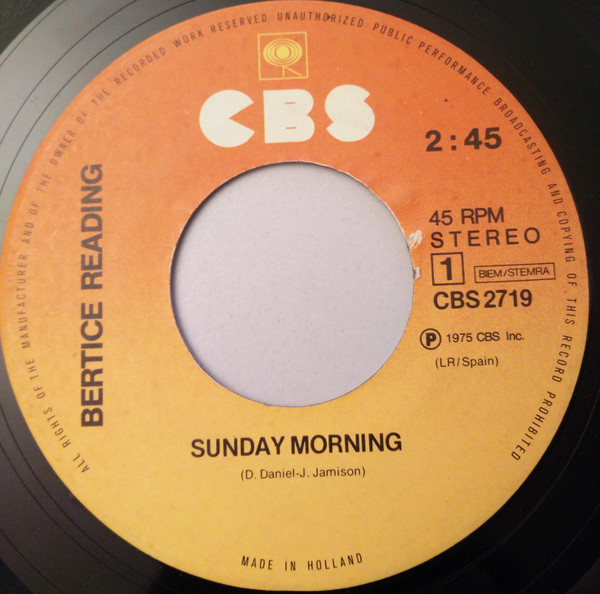 ALL RIGHTS OF THE MANUFACTURER AND OF THE OWNER OF THE RECORDED WORK RESERVED UNAUTHORIZED PUBLIC PERFORMANCE BROADCASTING AND COPYING OF THIS RECORD PROHIBITED
CBS
2:45
BERTICE READING
45 RPM
STEREO
1 BIEM/STEMRA
CBS 2719
℗ 1975 CBS Inc.
(LR/Spain)
SUNDAY MORNING
(D. Daniel-J. Jamison)
MADE IN HOLLAND